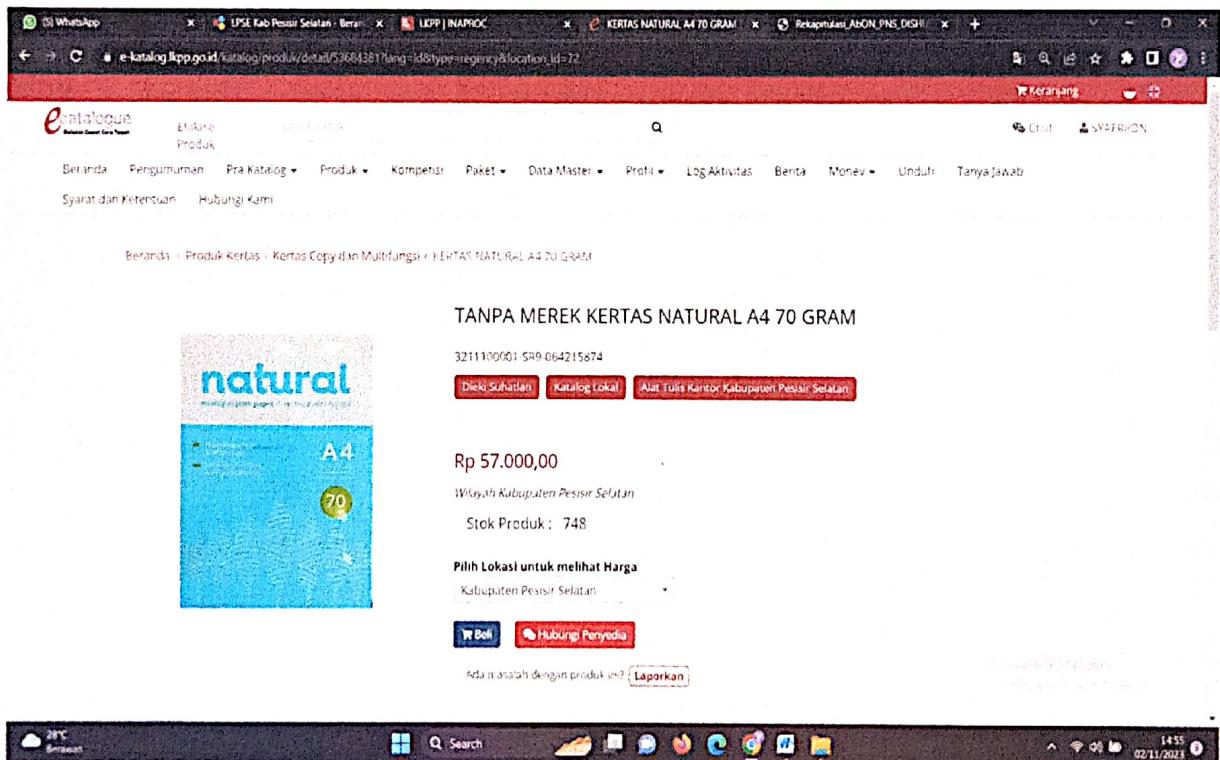 (5) WhatsApp
LPSE Kab Pesisir Selatan - Beran
LKPP | INAPROC
KERTAS NATURAL A4 70 GRAM
Rekapitulasi_AbON_PNS_DISH
e-katalog.lkpp.go.id/katalog/produk/detail/53684381?lang=id&type=regency&location_id=72
Keranjang
ecatalogue
Etalase Produk
Chat
SYAFRION...
Beranda Pengumuman Pra Katalog Produk Kompetisi Paket Data Master Profil Log Aktivitas Berita Monev Unduh Tanya Jawab
Syarat dan Ketentuan Hubungi Kami
Beranda Produk Kertas Kertas Copy dan Multifungsi KERTAS NATURAL A4 70 GRAM
TANPA MEREK KERTAS NATURAL A4 70 GRAM
3211100001-SR9-064215874
Dicki Suhatlan Katalog Lokal Alat Tulis Kantor Kabupaten Pesisir Selatan
natural
A4
70
Rp 57.000,00
Wilayah Kabupaten Pesisir Selatan
Stok Produk : 748
Pilih Lokasi untuk melihat Harga
Kabupaten Pesisir Selatan
Beli Hubungi Penyedia
Ada masalah dengan produk ini? Laporkan
28°C
Berawan
Search
14:55
02/11/2023